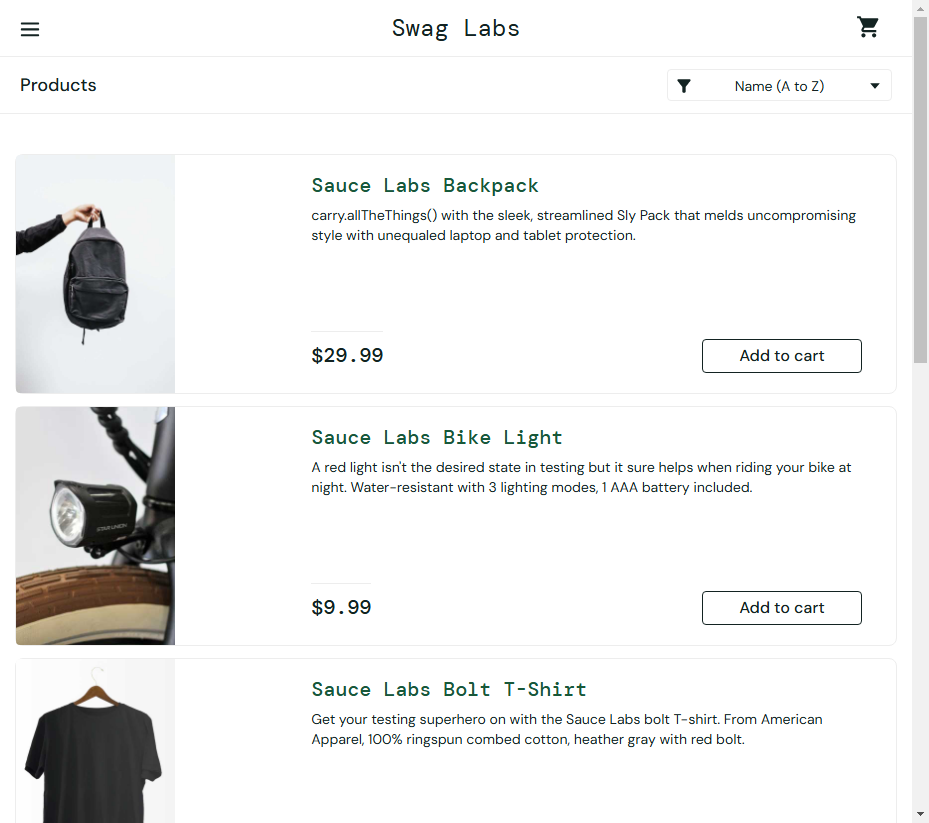 Swag Labs
Products
Name (A to Z)
Sauce Labs Backpack
carry.allTheThings() with the sleek, streamlined Sly Pack that melds uncompromising
style with unequaled laptop and tablet protection.
$29.99
Add to cart
Sauce Labs Bike Light
A red light isn't the desired state in testing but it sure helps when riding your bike at
night. Water-resistant with 3 lighting modes, 1 AAA battery included.
$9.99
Add to cart
Sauce Labs Bolt T-Shirt
Get your testing superhero on with the Sauce Labs bolt T-shirt. From American
Apparel, 100% ringspun combed cotton, heather gray with red bolt.